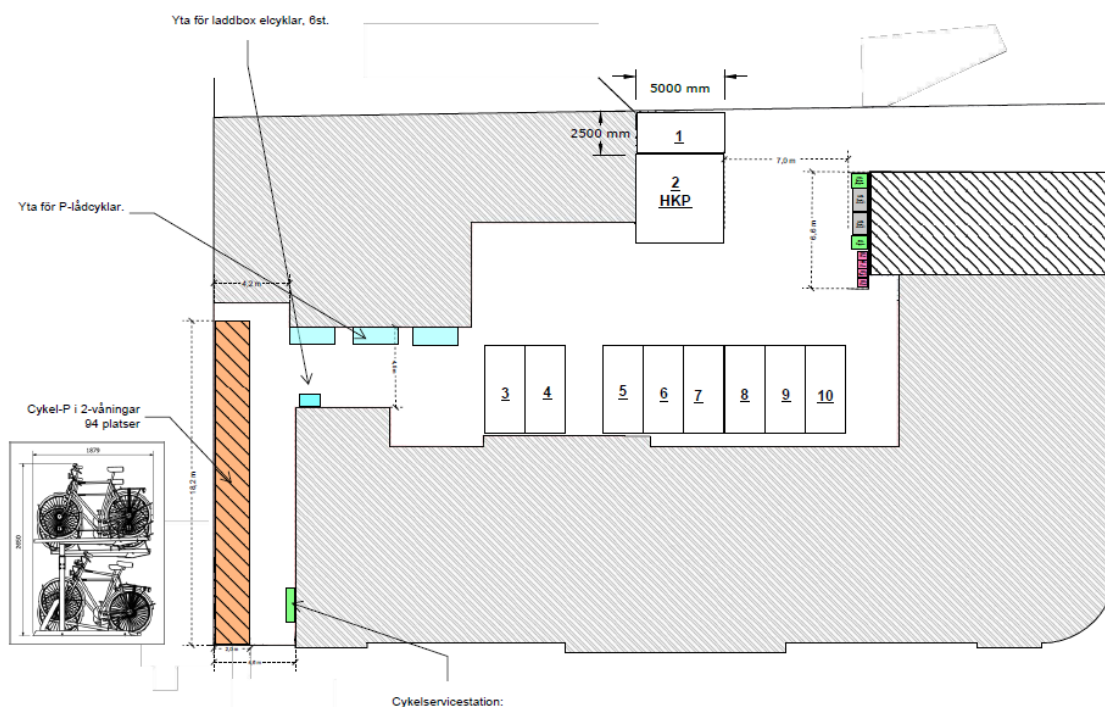 Yta för laddbox elcyklar, 6st.
5000 mm
2500 mm
1
7,0 m
2
HKP
Yta för P-lådcyklar.
6,6 m
4,2 m
3
4
5
6
7
8
9
10
Cykel-P i 2-våningar
94 platser
18,2 m
1879
2,0 m
Cykelservicestation: